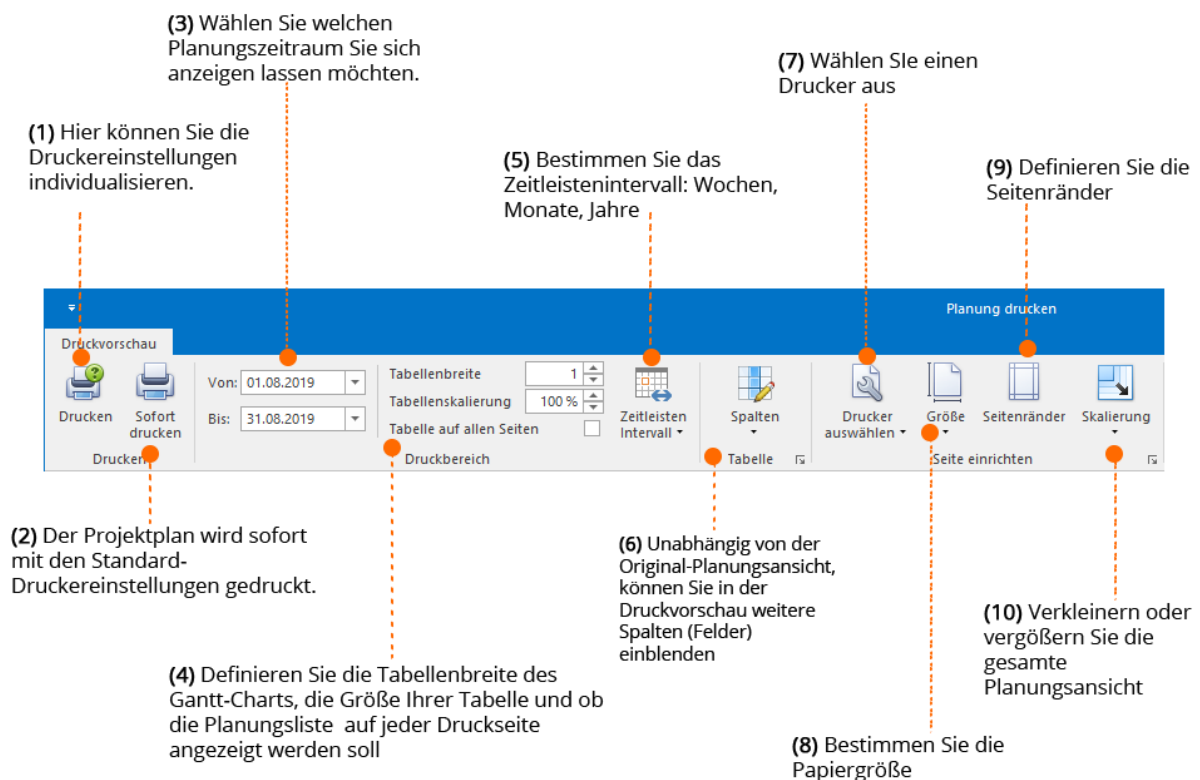 (3) Wählen Sie welchen
Planungszeitraum Sie sich
anzeigen lassen möchten.
(7) Wählen SIe einen
Drucker aus
(1) Hier können Sie die
Druckereinstellungen
individualisieren.
(5) Bestimmen Sie das
Zeitleistenintervall: Wochen,
Monate, Jahre
(9) Definieren Sie die
Seitenränder
Planung drucken
Druckvorschau
Von: 01.08.2019
Bis: 31.08.2019
Tabellenbreite 1
Tabellenskalierung 100 %
Tabelle auf allen Seiten
Drucken
Sofort
drucken
Zeitleisten
Intervall
Spalten
Drucker
auswählen
Größe
Seitenränder
Skalierung
Drucken
Druckbereich
Tabelle
Seite einrichten
(2) Der Projektplan wird sofort
mit den Standard-
Druckereinstellungen gedruckt.
(6) Unabhängig von der
Original-Planungsansicht,
können Sie in der
Druckvorschau weitere
Spalten (Felder)
einblenden
(10) Verkleinern oder
vergößern Sie die
gesamte
Planungsansicht
(4) Definieren Sie die Tabellenbreite des
Gantt-Charts, die Größe Ihrer Tabelle und ob
die Planungsliste auf jeder Druckseite
angezeigt werden soll
(8) Bestimmen Sie die
Papiergröße